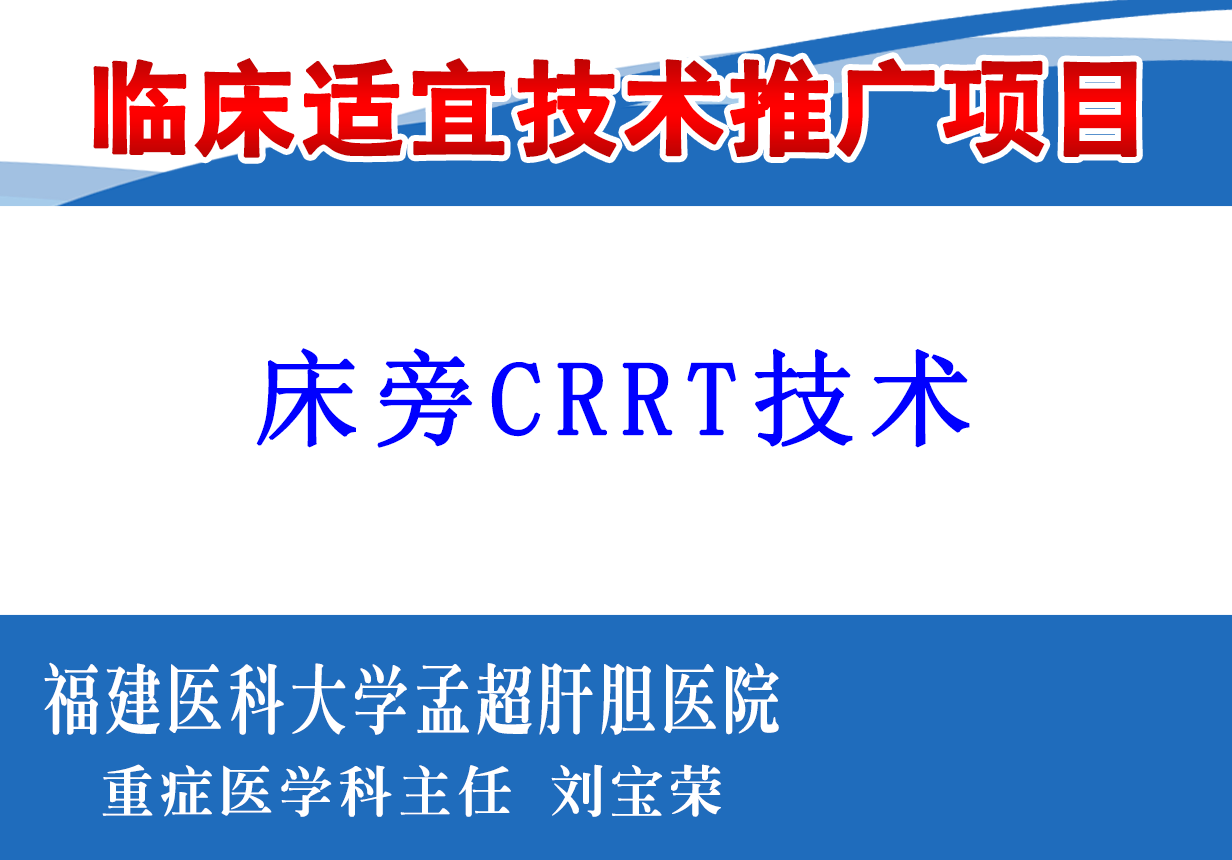 临床适宜技术推广项目
床旁CRRT技术
福建医科大学孟超肝胆医院
重症医学科主任 刘宝荣